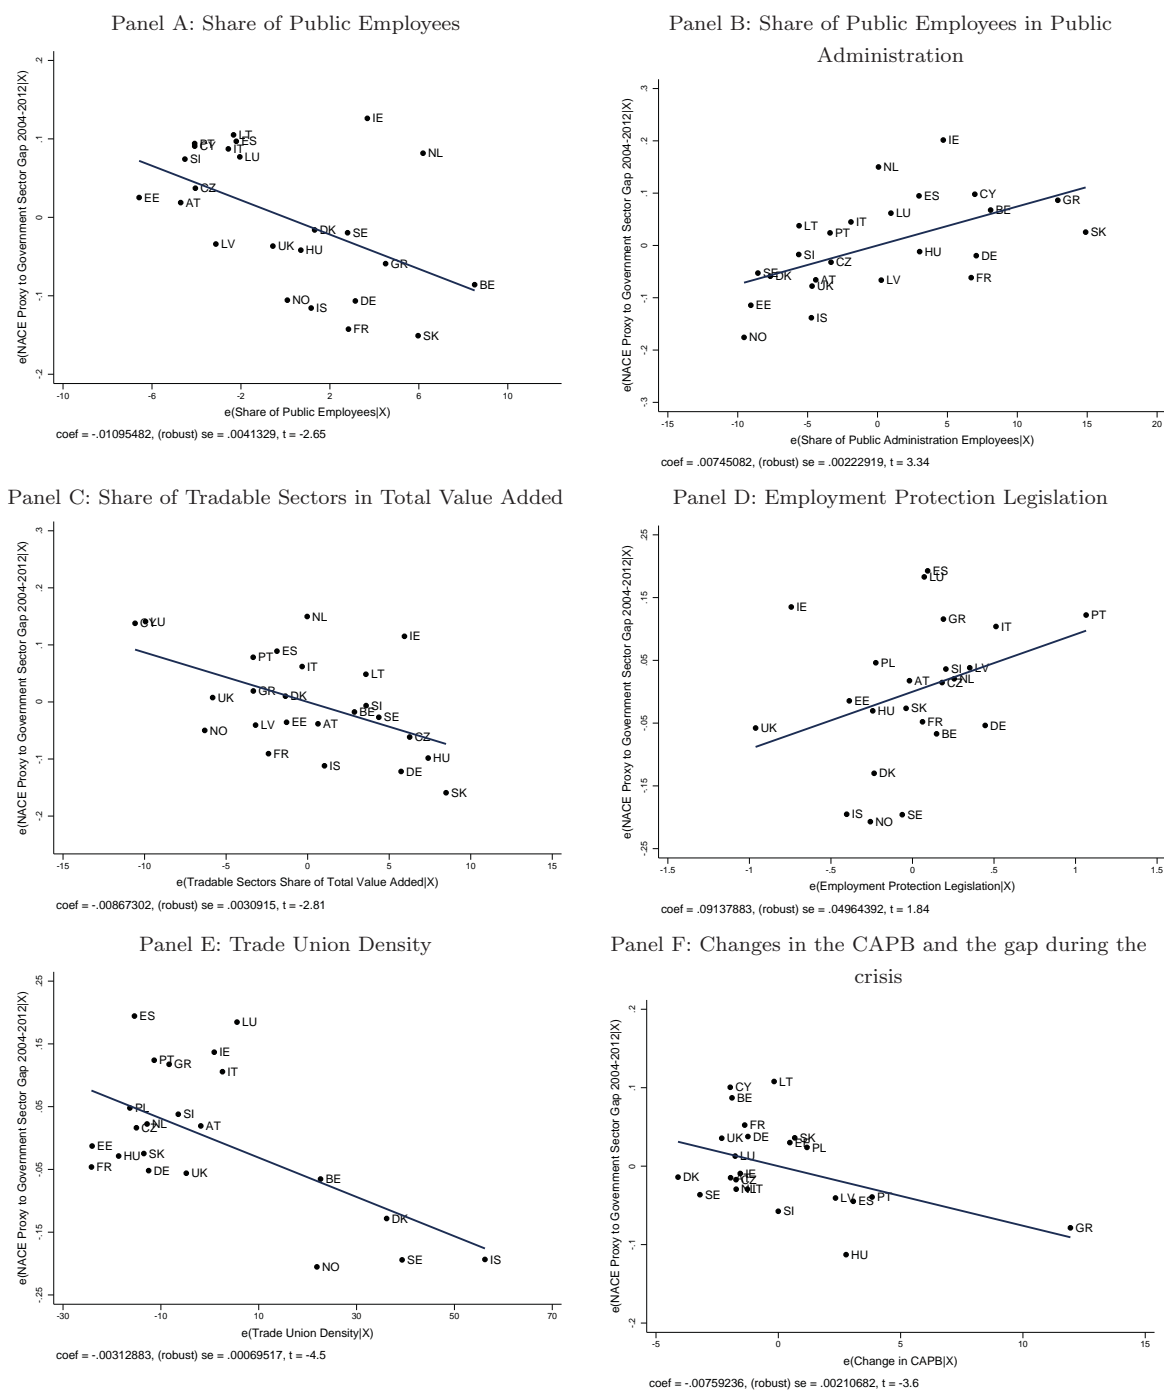 Panel A: Share of Public Employees
e(NACE Proxy to Government Sector Gap 2004-2012|X)
.2
.1
0
-.1
-.2
IE
NL
LT
ES
PT
CY
IT
LU
SI
CZ
EE
AT
DK
SE
LV
UK
HU
GR
BE
NO
DE
IS
FR
SK
-10 -6 -2 2 6 10
e(Share of Public Employees|X)
coef = -.01095482, (robust) se = .0041329, t = -2.65
Panel B: Share of Public Employees in Public
Administration
e(NACE Proxy to Government Sector Gap 2004-2012|X)
.3
.2
.1
0
-.1
-.2
-.3
IE
NL
ES
CY
GR
BE
LU
IT
LT
PT
SK
HU
SI
DE
CZ
SE
DK
AT
UK
LV
FR
EE
IS
NO
-15 -10 -5 0 5 10 15 20
e(Share of Public Administration Employees|X)
coef = .00745082, (robust) se = .00222919, t = 3.34
Panel C: Share of Tradable Sectors in Total Value Added
e(NACE Proxy to Government Sector Gap 2004-2012|X)
.3
.2
.1
0
-.1
-.2
NL
CY
LU
IE
ES
PT
IT
LT
GR
DK
UK
SI
BE
SE
EE
LV
AT
NO
CZ
FR
HU
IS
DE
SK
-15 -10 -5 0 5 10 15
e(Tradable Sectors Share of Total Value Added|X)
coef = -.00867302, (robust) se = .0030915, t = -2.81
Panel D: Employment Protection Legislation
e(NACE Proxy to Government Sector Gap 2004-2012|X)
.25
.15
.05
-.05
-.15
-.25
ES
LU
IE
GR
PT
IT
PL
SI
LV
AT
CZ
NL
EE
HU
SK
FR
DE
UK
BE
DK
IS
SE
NO
-1.5 -1 -.5 0 .5 1 1.5
e(Employment Protection Legislation|X)
coef = .09137883, (robust) se = .04964392, t = 1.84
Panel E: Trade Union Density
e(NACE Proxy to Government Sector Gap 2004-2012|X)
.25
.15
.05
-.05
-.15
-.25
ES
LU
IE
PT
GR
IT
PL
SI
NL
CZ
AT
EE
HU
SK
FR
DE
UK
BE
DK
SE
IS
NO
-30 -10 10 30 50 70
e(Trade Union Density|X)
coef = -.00312883, (robust) se = .00069517, t = -4.5
Panel F: Changes in the CAPB and the gap during the
crisis
e(NACE Proxy to Government Sector Gap 2004-2012|X)
.2
.1
0
-.1
-.2
LT
CY
BE
FR
UK
DE
SK
EE
PL
LU
IE
DK
CZ
NL
IT
SE
LV
ES
PT
SI
GR
HU
-5 0 5 10 15
e(Change in CAPB|X)
coef = -.00759236, (robust) se = .00210682, t = -3.6